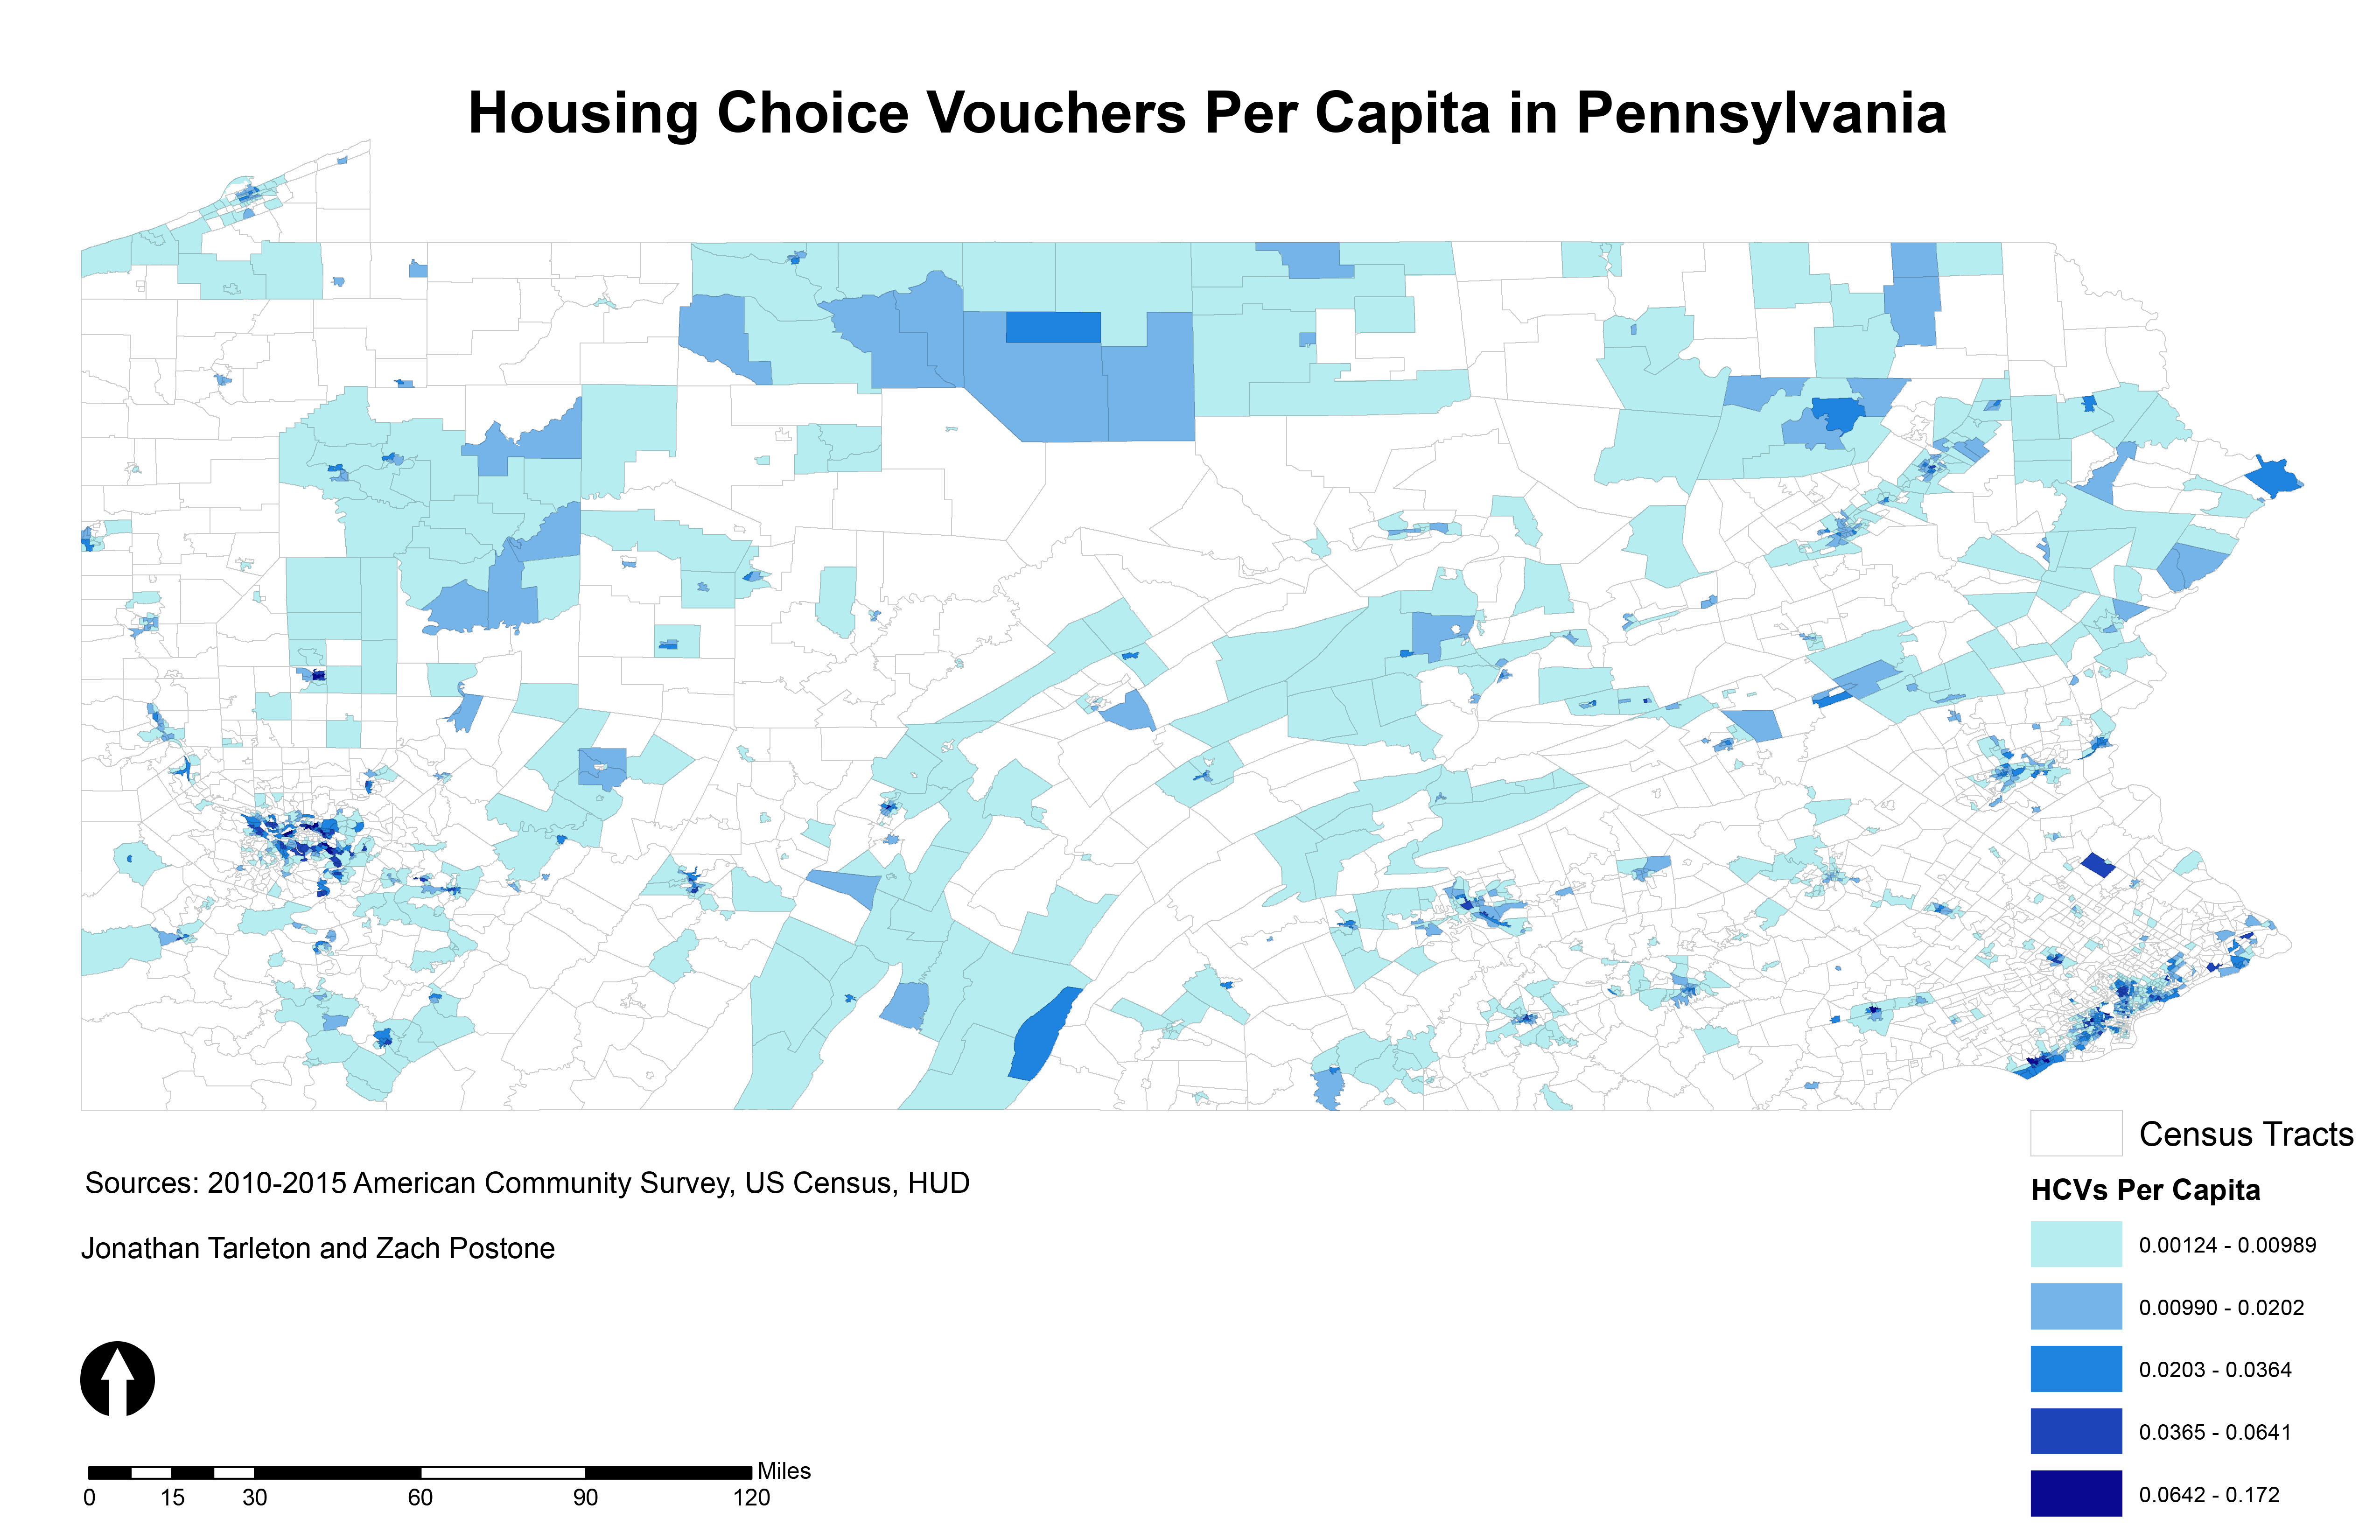 Housing Choice Vouchers Per Capita in Pennsylvania
Census Tracts
Sources: 2010-2015 American Community Survey, US Census, HUD
HCVs Per Capita
0.00124 - 0.00989
Jonathan Tarleton and Zach Postone
0.00990 - 0.0202
0.0203 - 0.0364
0.0365 - 0.0641
Miles
0 15 30 60 90 120
0.0642 - 0.172